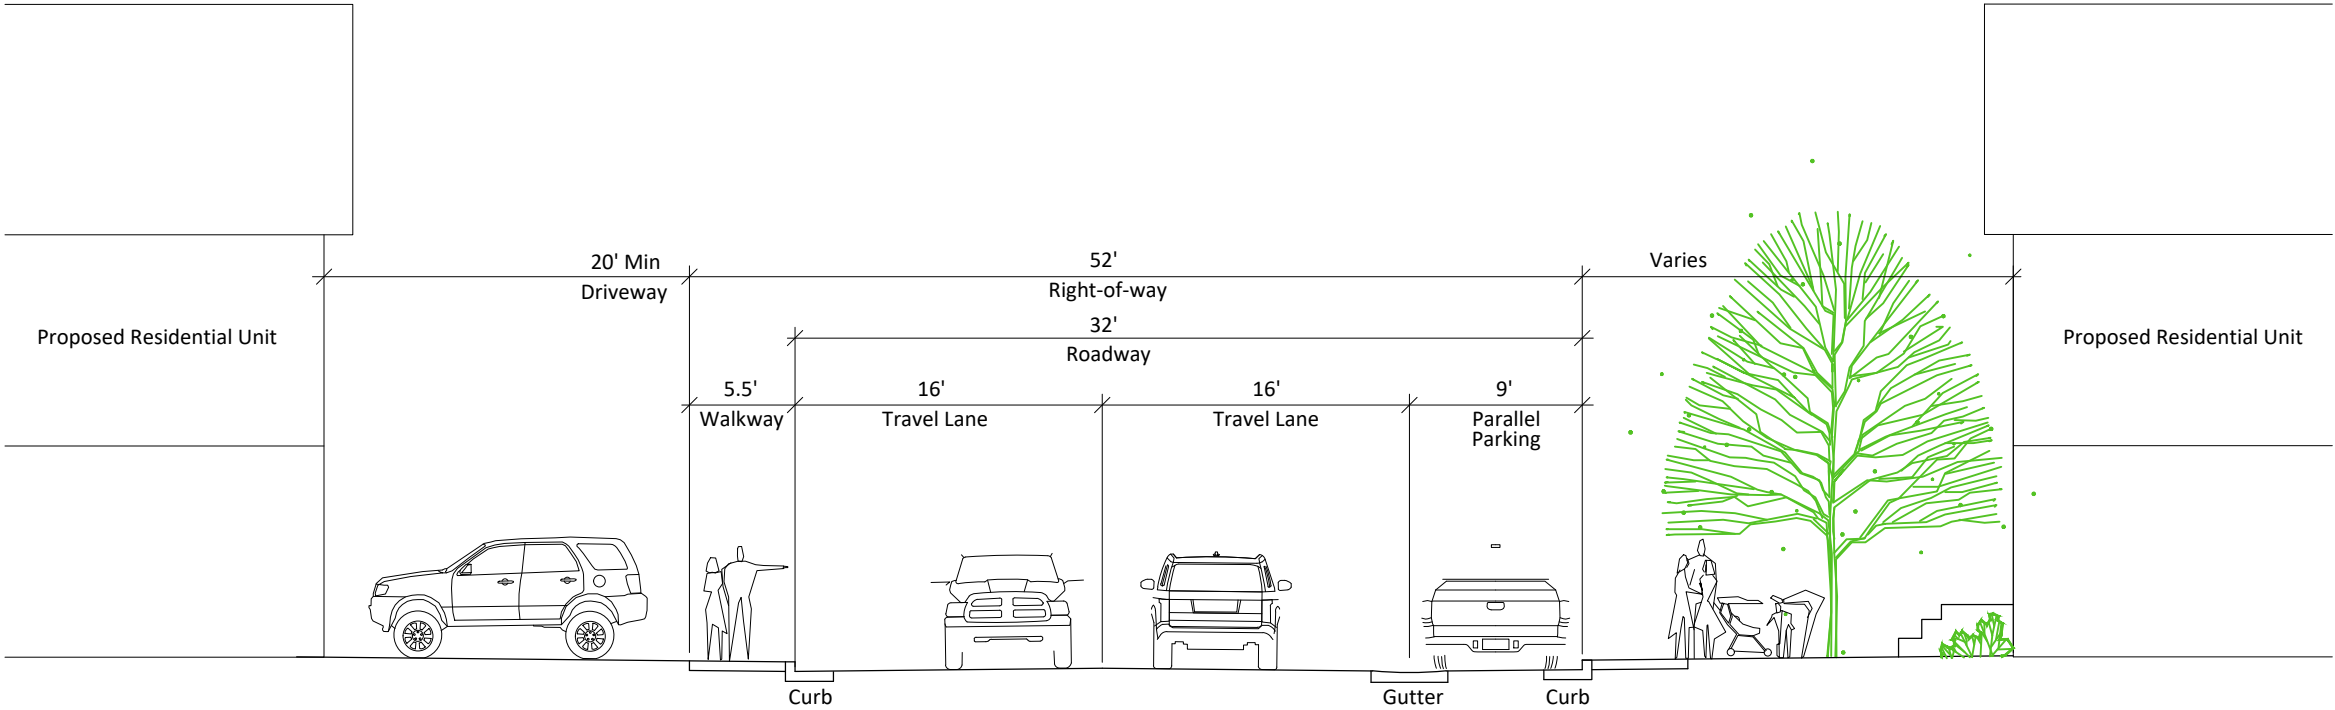 20' Min
Driveway
52'
Right-of-way
Varies
32'
Roadway
Proposed Residential Unit
Proposed Residential Unit
5.5'
Walkway
16'
Travel Lane
16'
Travel Lane
9'
Parallel
Parking
Curb
Gutter
Curb